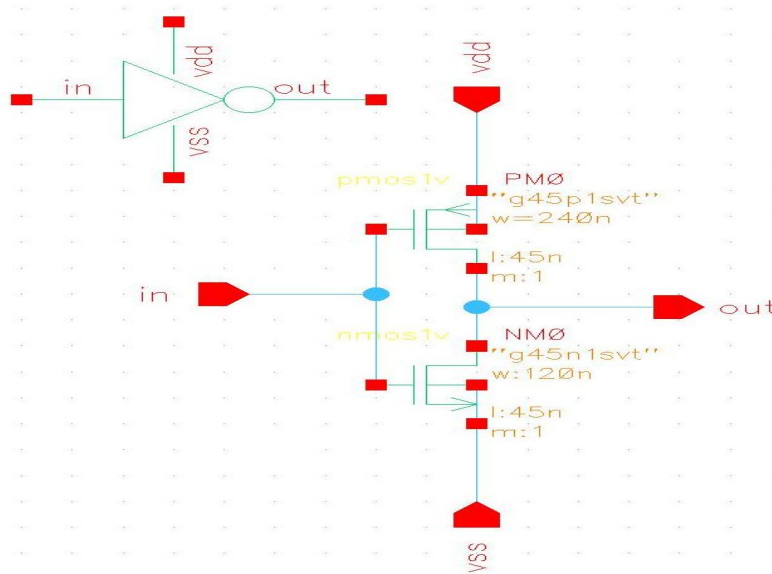 vdd
in
out
vss
vdd
pmos1v
PM0
"g45p1svt"
w=240n
l:45n
m:1
in
out
nmos1v
NM0
"g45n1svt"
w:120n
l:45n
m:1
vss